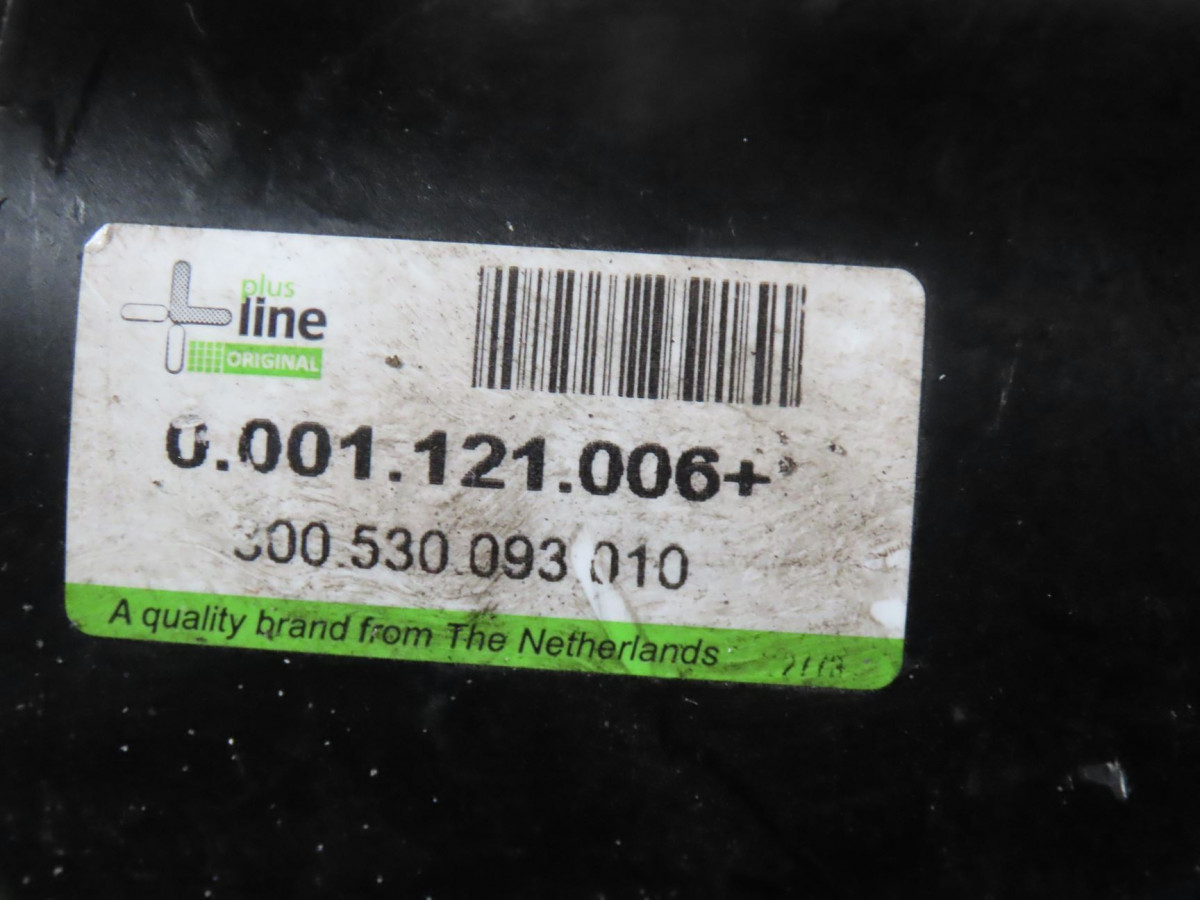 plus
line
ORIGINAL
0.001.121.006+
300.530.093.010
A quality brand from The Netherlands